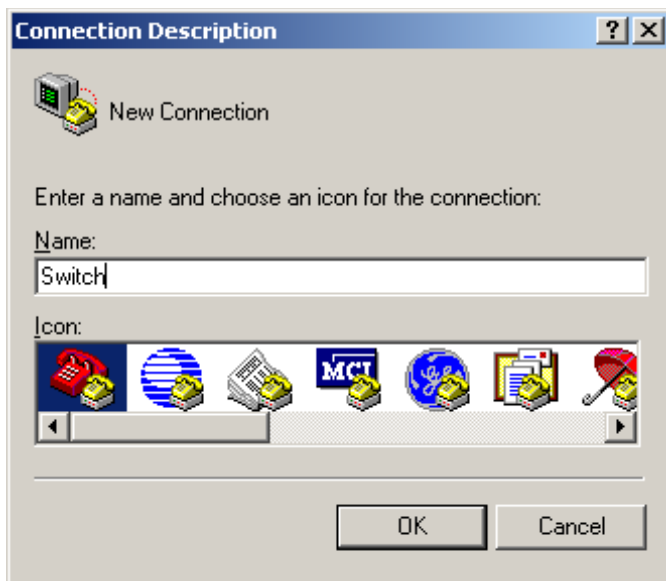 Connection Description
New Connection
Enter a name and choose an icon for the connection:
Name:
Switch
Icon:
MCI
OK
Cancel